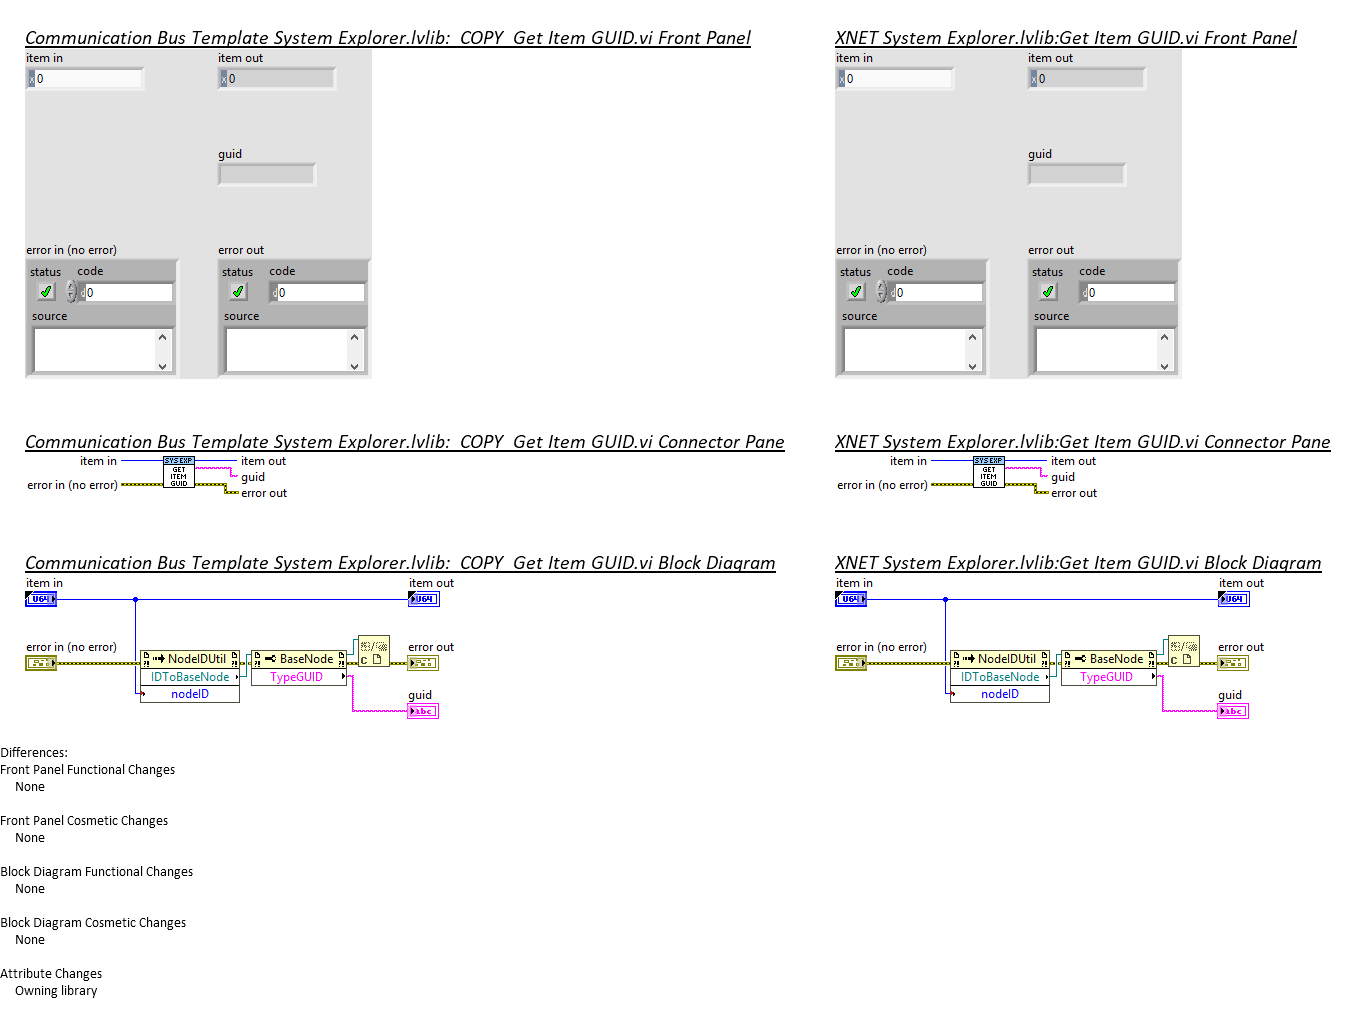 Communication Bus Template System Explorer.lvlib:  COPY  Get Item GUID.vi Front Panel
item in
item out
x 0
x 0
guid
error in (no error)
error out
status
code
status
code
d 0
d 0
source
source
XNET System Explorer.lvlib:Get Item GUID.vi Front Panel
item in
item out
x 0
x 0
guid
error in (no error)
error out
status
code
status
code
d 0
d 0
source
source
Communication Bus Template System Explorer.lvlib:  COPY  Get Item GUID.vi Connector Pane
item in
SYS EXP
GET
ITEM
GUID
item out
guid
error in (no error)
error out
XNET System Explorer.lvlib:Get Item GUID.vi Connector Pane
item in
SYS EXP
GET
ITEM
GUID
item out
guid
error in (no error)
error out
Communication Bus Template System Explorer.lvlib:  COPY  Get Item GUID.vi Block Diagram
item in
item out
U64
U64
error in (no error)
error out
NodeIDUtil
IDToBaseNode
nodeID
BaseNode
TypeGUID
C
guid
abc
XNET System Explorer.lvlib:Get Item GUID.vi Block Diagram
item in
item out
U64
U64
error in (no error)
error out
NodeIDUtil
IDToBaseNode
nodeID
BaseNode
TypeGUID
C
guid
abc
Differences:
Front Panel Functional Changes
None
Front Panel Cosmetic Changes
None
Block Diagram Functional Changes
None
Block Diagram Cosmetic Changes
None
Attribute Changes
Owning library